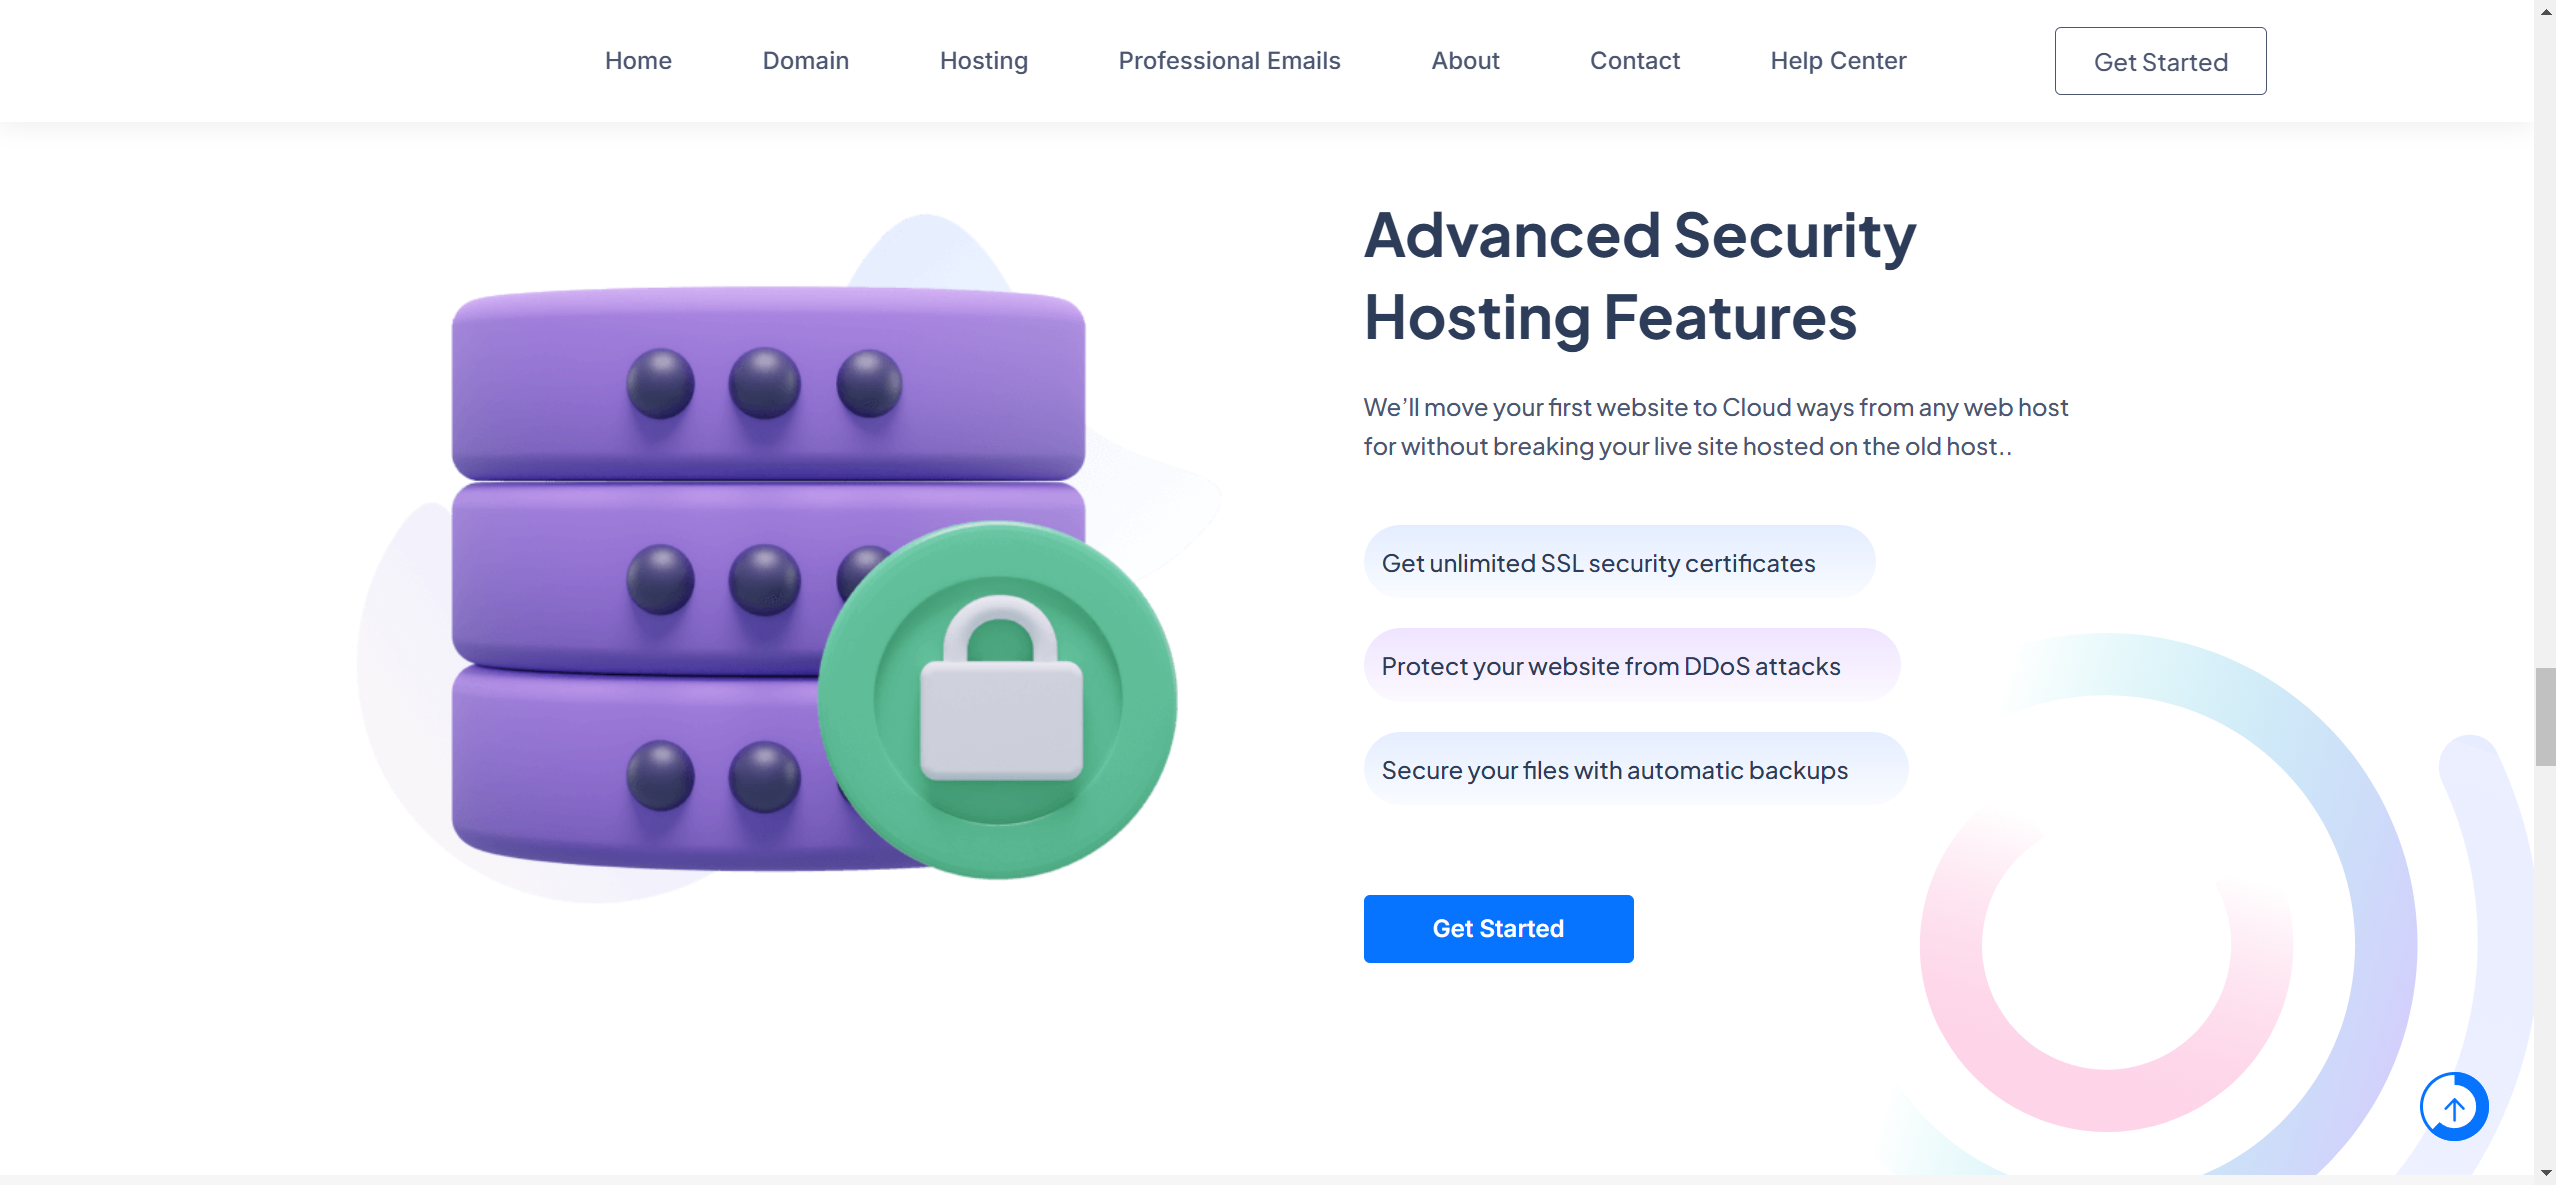 Home Domain Hosting Professional Emails About Contact Help Center Get Started
Advanced Security
Hosting Features
We’ll move your first website to Cloud ways from any web host
for without breaking your live site hosted on the old host..
Get unlimited SSL security certificates
Protect your website from DDoS attacks
Secure your files with automatic backups
Get Started